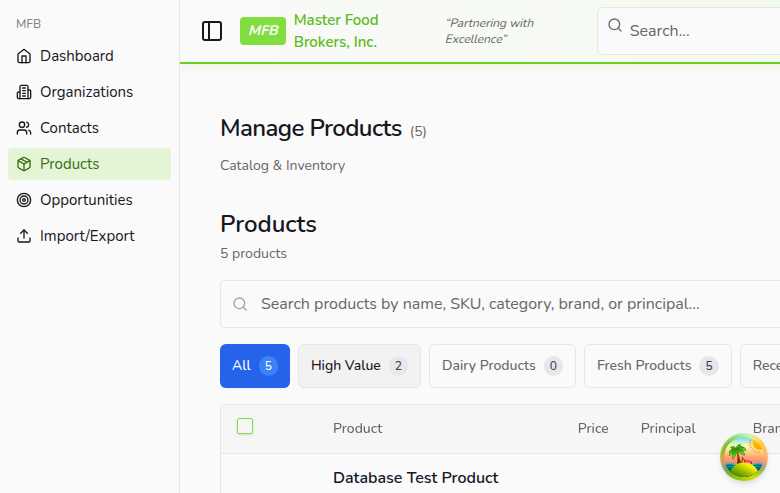 MFB
Dashboard
Organizations
Contacts
Products
Opportunities
Import/Export
MFB
Master Food
Brokers, Inc.
“Partnering with
Excellence”
Search...
Manage Products (5)
Catalog & Inventory
Products
5 products
Search products by name, SKU, category, brand, or principal...
All 5 High Value 2 Dairy Products 0 Fresh Products 5 Rece
Product Price Principal Bran
Database Test Product